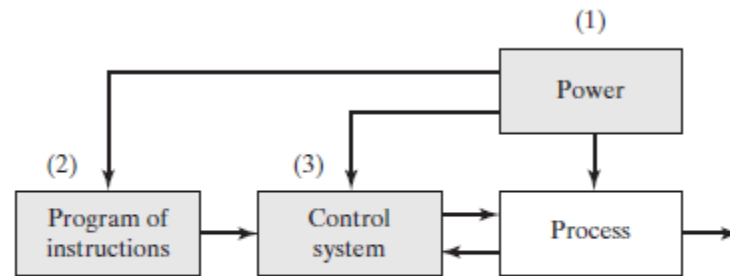 (1)
Power
(2)
(3)
Program of
instructions
Control
system
Process